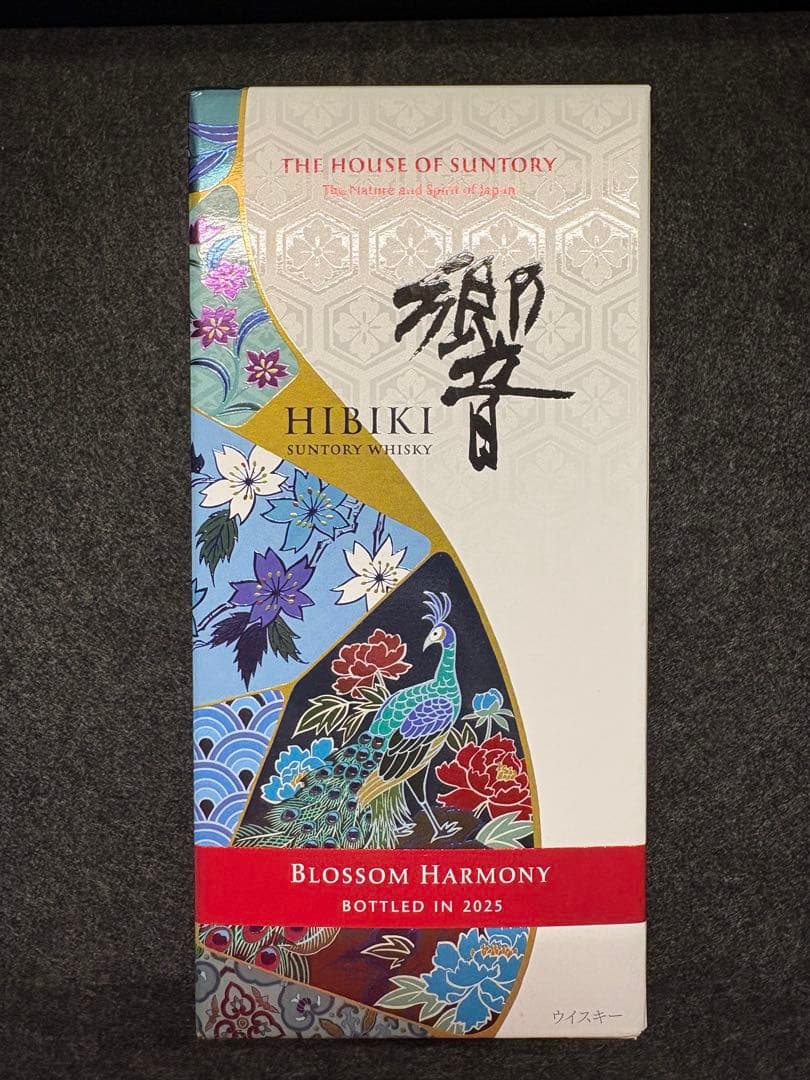 THE HOUSE OF SUNTORY
The Nature and Spirit of Japan
響
HIBIKI
SUNTORY WHISKY
BLOSSOM HARMONY
BOTTLED IN 2025
ウイスキー